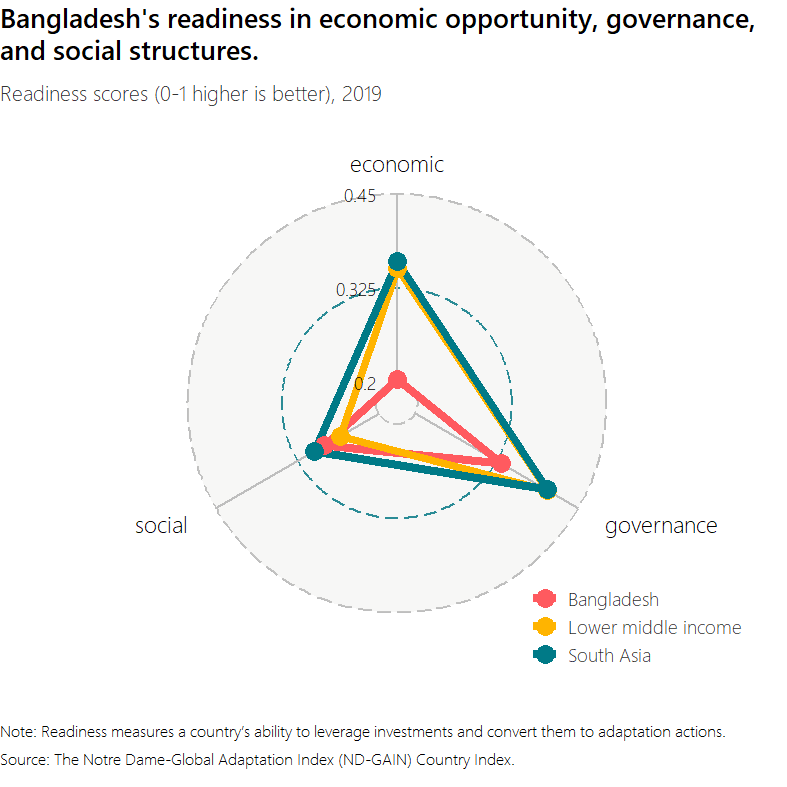 Bangladesh's readiness in economic opportunity, governance,
and social structures.
Readiness scores (0-1 higher is better), 2019
economic
0.45
0.325
0.2
social
governance
Bangladesh
Lower middle income
South Asia
Note: Readiness measures a country’s ability to leverage investments and convert them to adaptation actions.
Source: The Notre Dame-Global Adaptation Index (ND-GAIN) Country Index.